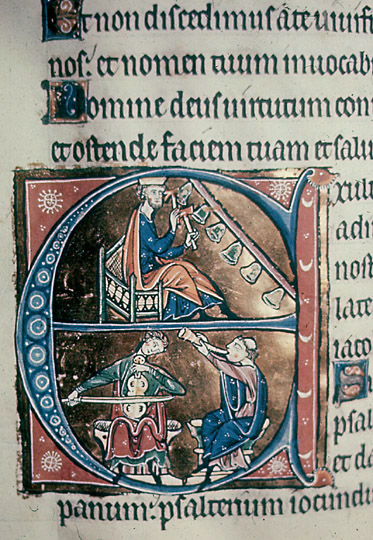 Et non discedimus a te uiuifi
nos: et nomen tuum inuocab
Domine deus uirtutum con
et ostende faciem tuam et salu
Exult
adiu
nost
late
iaco
S
psal
et da
panum: psalterium iocundu